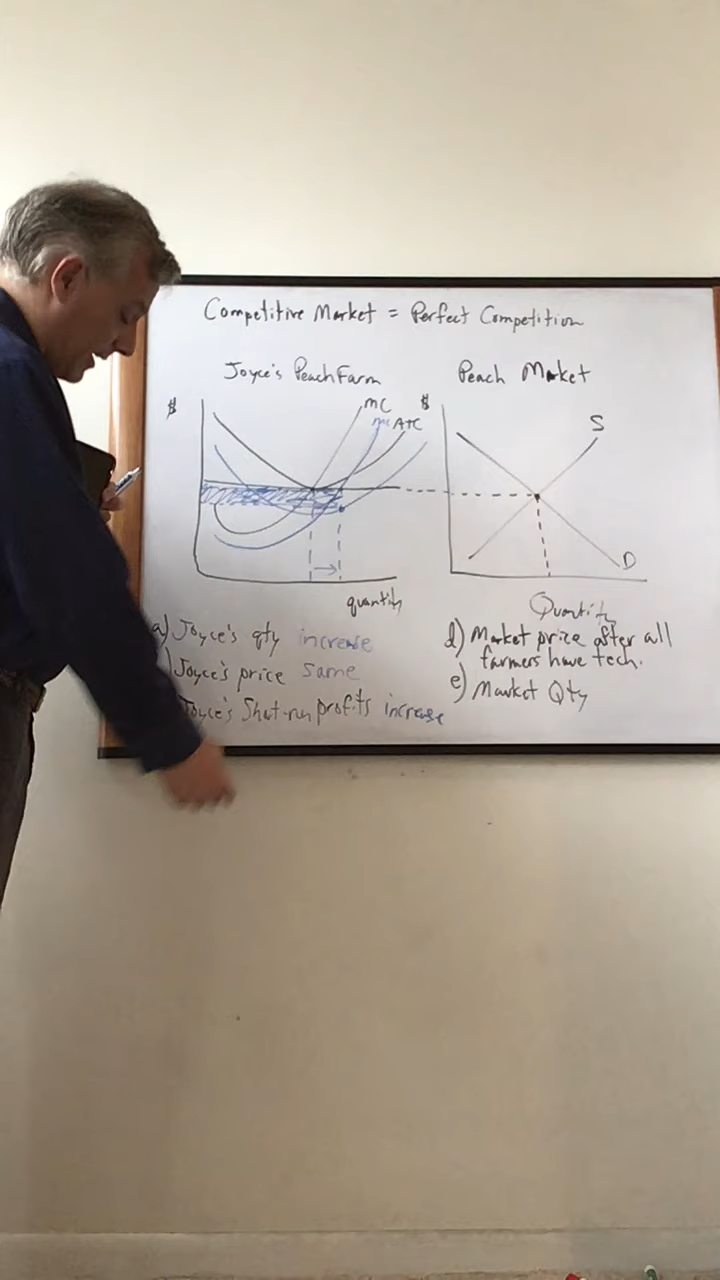 Competitive Market = Perfect Competition
Joyce's Peach Farm
Peach Market
$
MC
MC
ATC
quantity
$
S
D
Quantity
a) Joyce's qty increase
) Joyce's price same
Joyce's Short-run profits increase
d) Market price after all
farmers have tech.
e) Market Qty